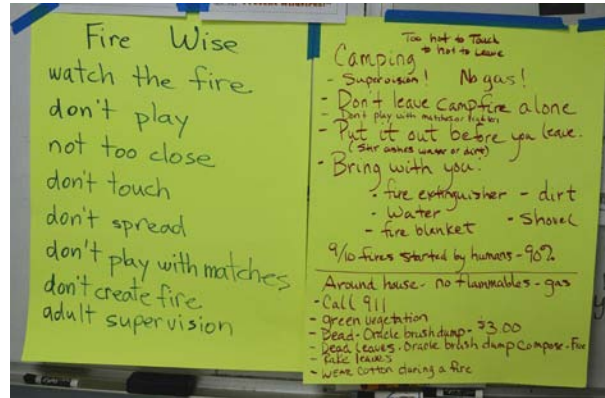 Fire Wise
watch the fire
don't play
not too close
don't touch
don't spread
don't play with matches
don't create fire
adult supervision
Too hot to Touch
to hot to Leave
Camping
- Supervision! No gas!
- Don't leave campfire alone
- Don't play with matches or
- Put it out before you leave.
(Stir ashes water or dirt)
- Bring with you:
- fire extinguisher - dirt
- Water - Shovel
- fire blanket
9/10 fires started by humans - 90%
Around house - no flammables - gas
- Call 911
- green vegetation
- Dead - Oracle brush dump - $3.00
- Dead leaves - Oracle brush dump compose -
- rake leaves
- wear cotton during a fire